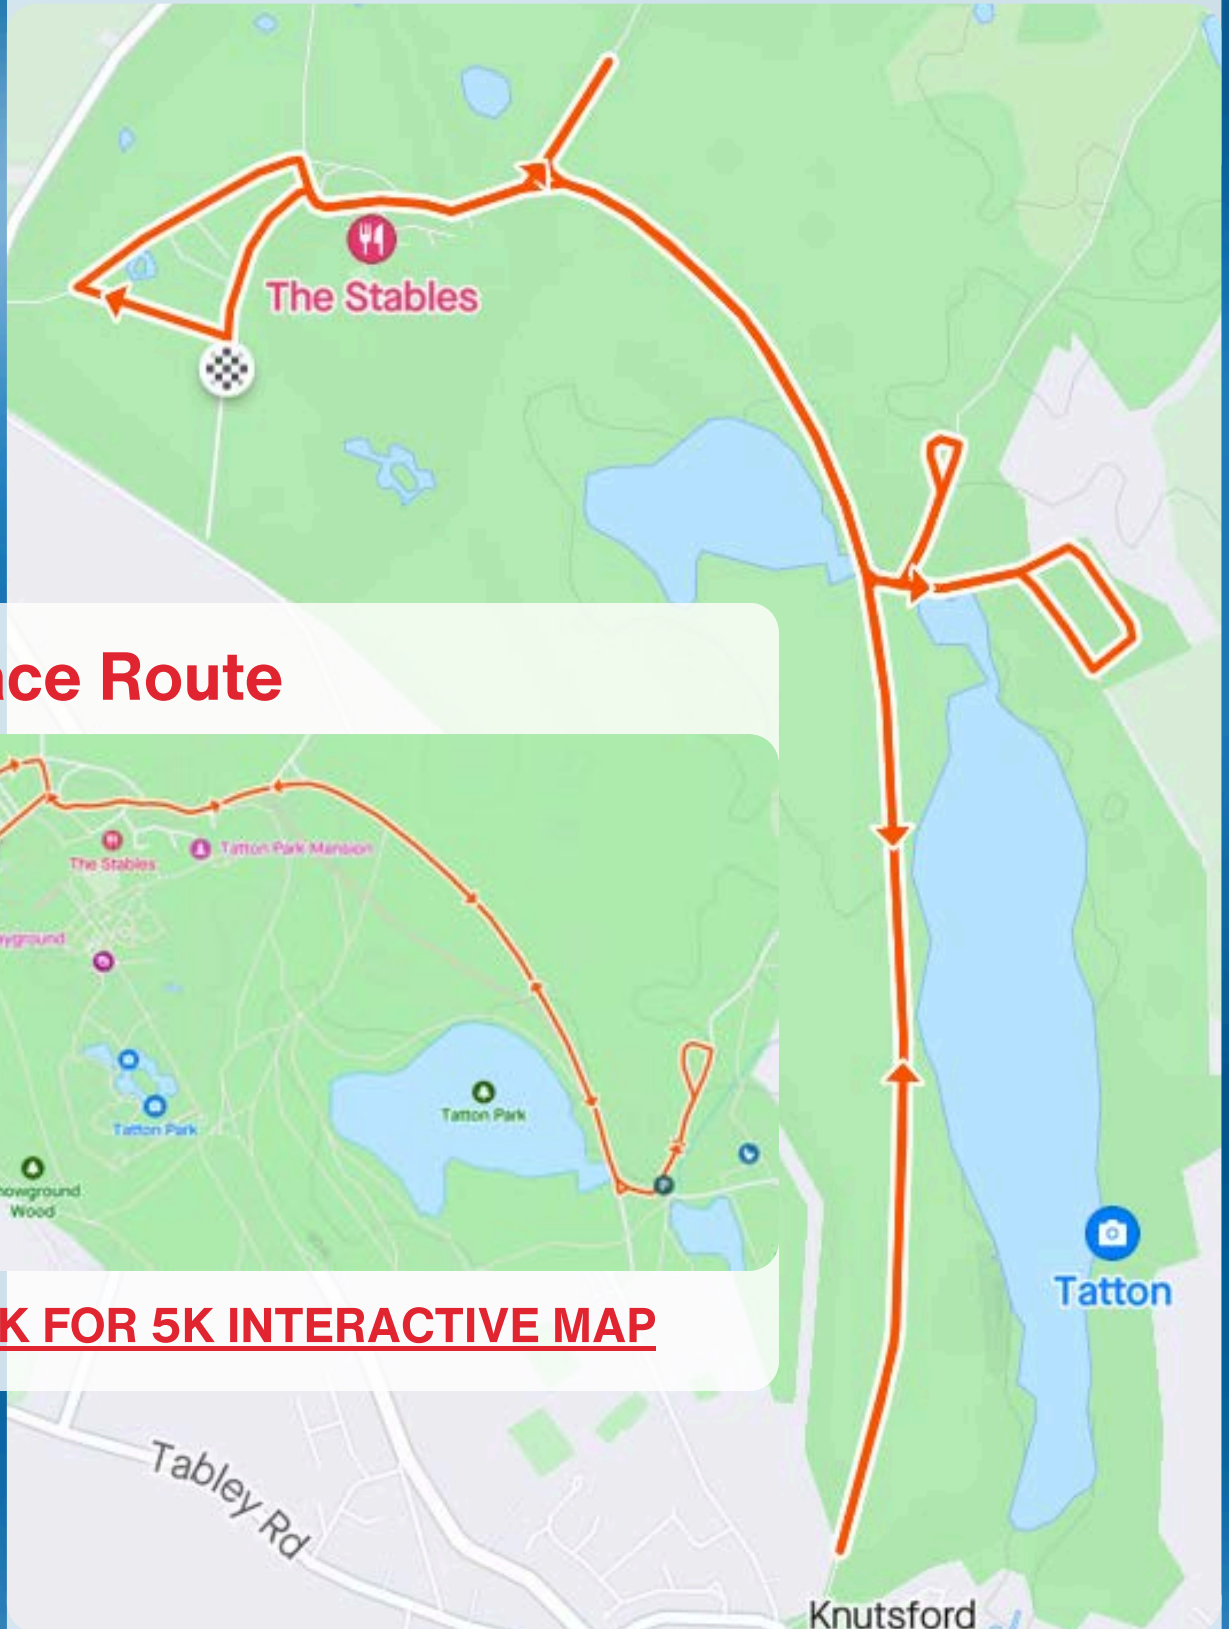 The Stables
ce Route
The Stables
Tatton Park Mansion
yground
Tatton Park
Tatton Park
P
howground
Wood
K FOR 5K INTERACTIVE MAP
Tatton
Tabley Rd
Knutsford